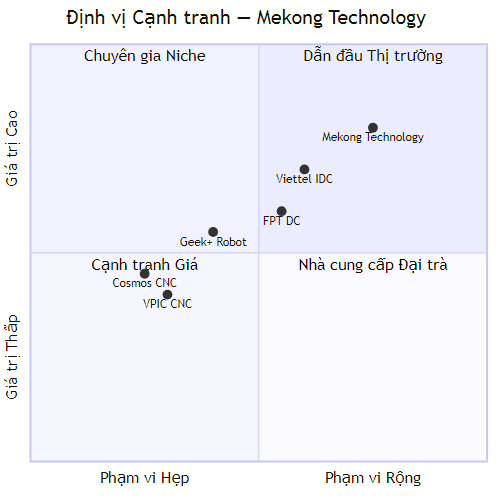 Định vị Cạnh tranh — Mekong Technology
Chuyên gia Niche
Dẫn đầu Thị trường
Giá trị Cao
Mekong Technology
Viettel IDC
FPT DC
Geek+ Robot
Cạnh tranh Giá
Nhà cung cấp Đại trà
Cosmos CNC
VPIC CNC
Giá trị Thấp
Phạm vi Hẹp
Phạm vi Rộng